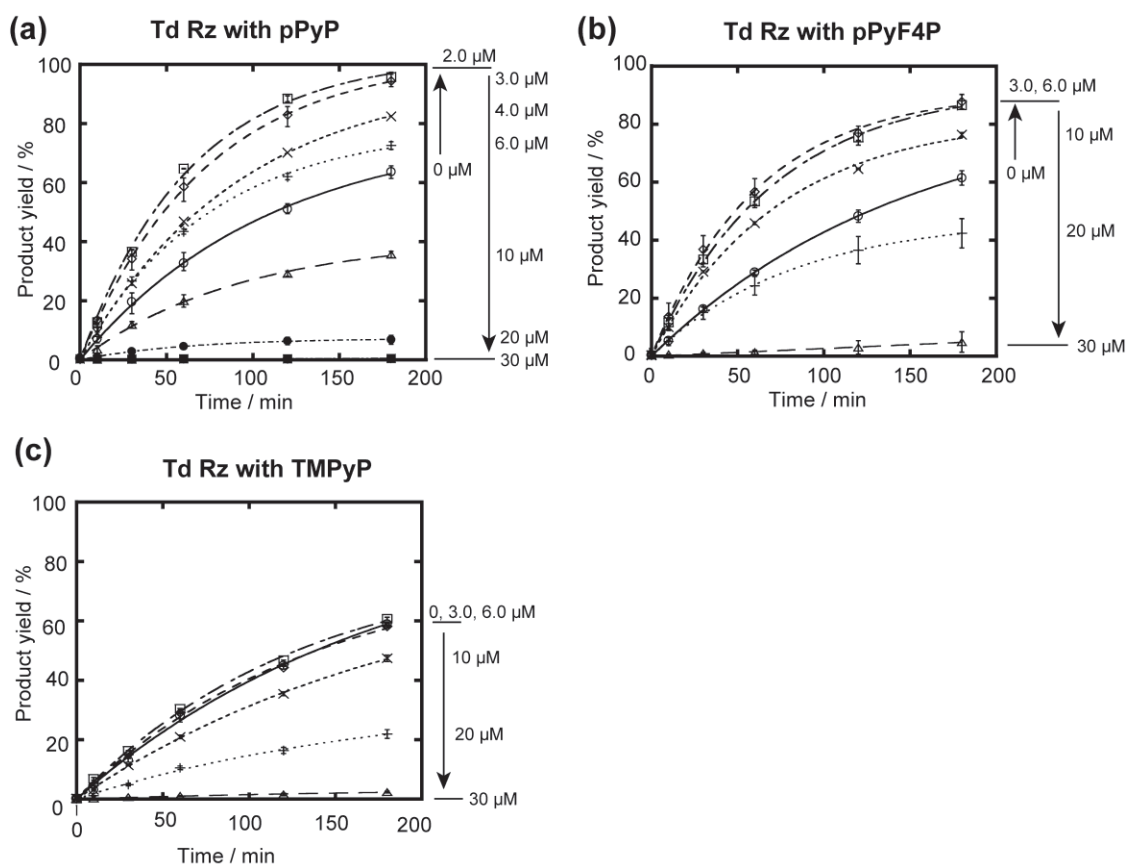 (a)
Td Rz with pPyP
Product yield / %
100
80
60
40
20
0
0
50
100
150
200
Time / min
2.0 µM
3.0 µM
4.0 µM
6.0 µM
0 µM
10 µM
20 µM
30 µM
(b)
Td Rz with pPyF4P
Product yield / %
100
80
60
40
20
0
0
50
100
150
200
Time / min
3.0, 6.0 µM
10 µM
0 µM
20 µM
30 µM
(c)
Td Rz with TMPyP
Product yield / %
100
80
60
40
20
0
0
50
100
150
200
Time / min
0, 3.0, 6.0 µM
10 µM
20 µM
30 µM